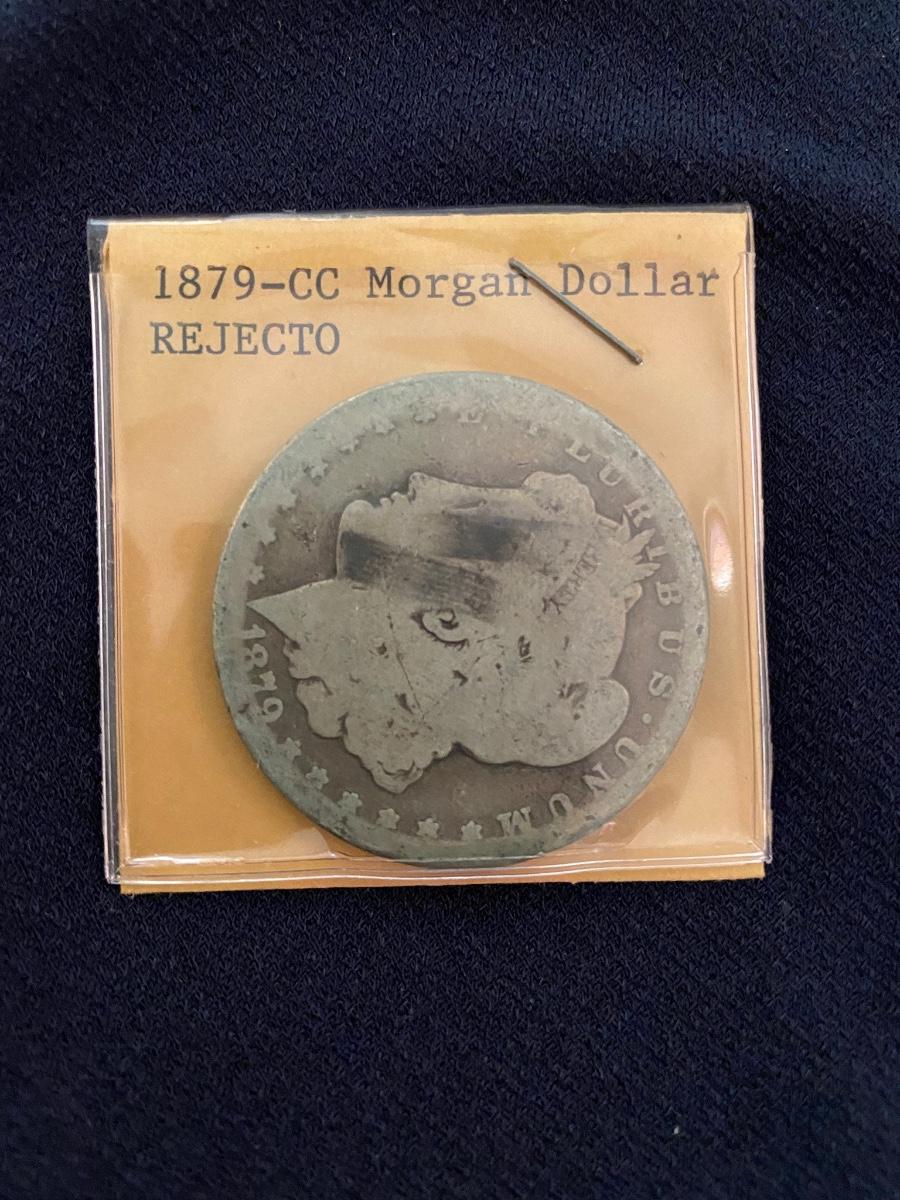 1879-CC Morgan Dollar
REJECTO
E PLURIBUS · UNUM
LIBERTY
1879